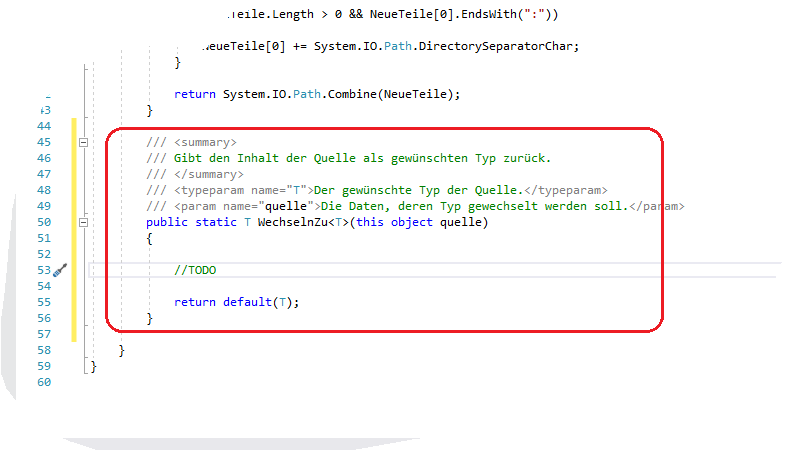 .Length > 0 && NeueTeile[0].EndsWith(":"))
[0] += System.IO.Path.DirectorySeparatorChar;
}
return System.IO.Path.Combine(NeueTeile);
43 }
44
45 /// <summary>
46 /// Gibt den Inhalt der Quelle als gewünschten Typ zurück.
47 /// </summary>
48 /// <typeparam name="T">Der gewünschte Typ der Quelle.</typeparam>
49 /// <param name="quelle">Die Daten, deren Typ gewechselt werden soll.</param>
50 public static T WechselnZu<T>(this object quelle)
51 {
52
53 //TODO
54
55 return default(T);
56 }
57
58 }
59 }
60